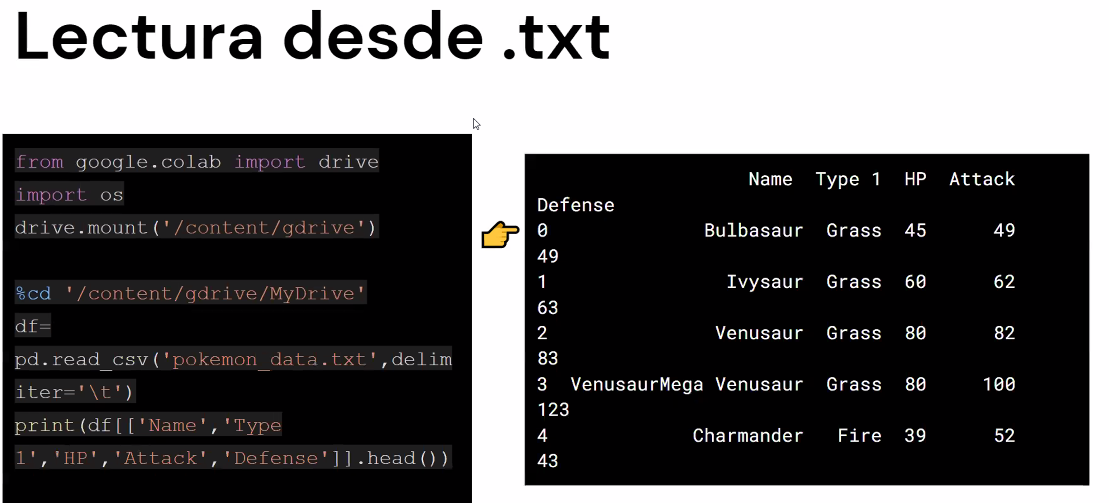 Lectura desde .txt
from google.colab import drive
import os
drive.mount('/content/gdrive')
%cd '/content/gdrive/MyDrive'
df=
pd.read_csv('pokemon_data.txt',delim
iter='\t')
print(df[['Name','Type
1','HP','Attack','Defense']].head())
Name Type 1 HP Attack
Defense
0 Bulbasaur Grass 45 49
49
1 Ivysaur Grass 60 62
63
2 Venusaur Grass 80 82
83
3 VenusaurMega Venusaur Grass 80 100
123
4 Charmander Fire 39 52
43